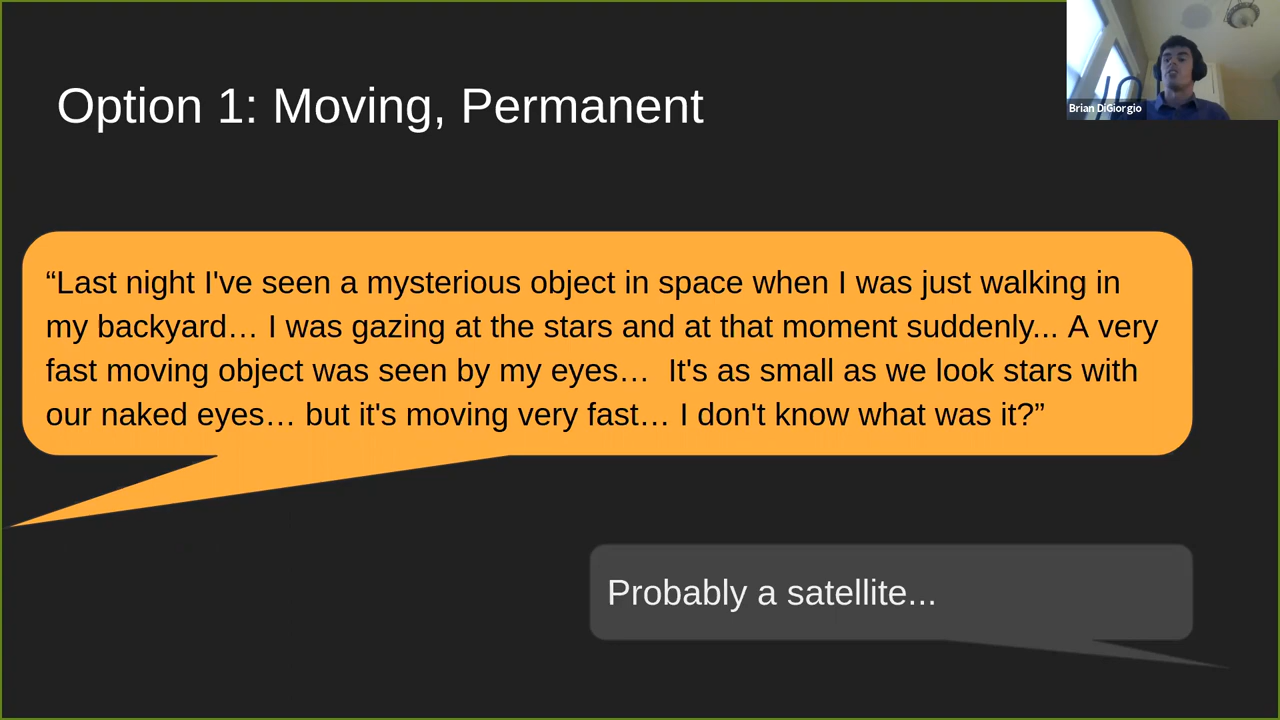 Option 1: Moving, Permanent
Brian DiGiorgio
“Last night I've seen a mysterious object in space when I was just walking in
my backyard… I was gazing at the stars and at that moment suddenly... A very
fast moving object was seen by my eyes…  It's as small as we look stars with
our naked eyes… but it's moving very fast… I don't know what was it?”
Probably a satellite...